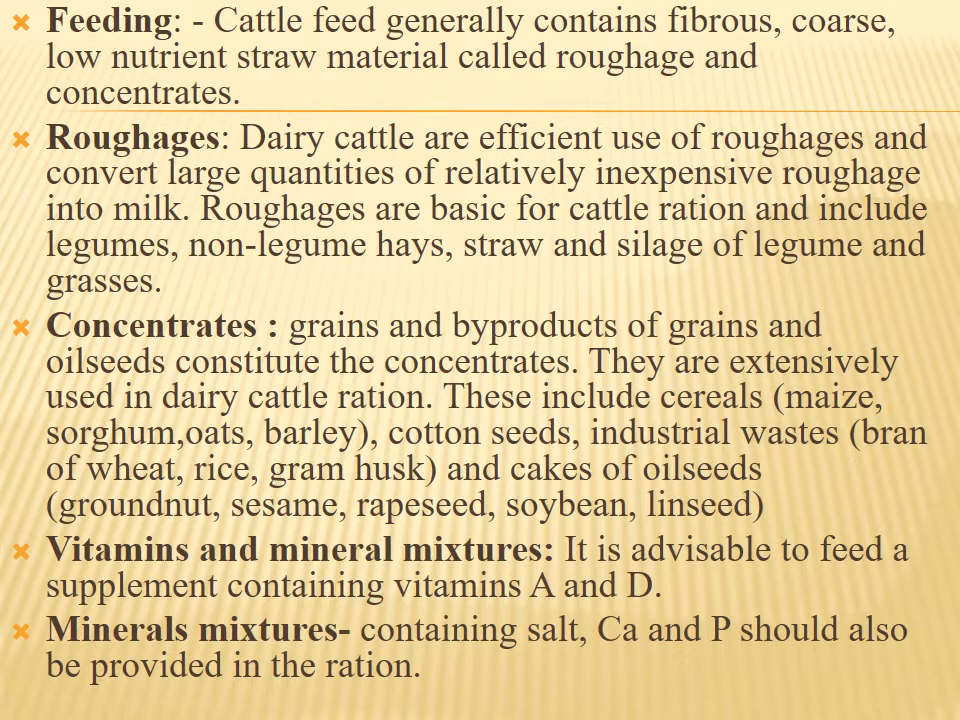 Feeding: - Cattle feed generally contains fibrous, coarse,
low nutrient straw material called roughage and
concentrates.
Roughages: Dairy cattle are efficient use of roughages and
convert large quantities of relatively inexpensive roughage
into milk. Roughages are basic for cattle ration and include
legumes, non-legume hays, straw and silage of legume and
grasses.
Concentrates : grains and byproducts of grains and
oilseeds constitute the concentrates. They are extensively
used in dairy cattle ration. These include cereals (maize,
sorghum,oats, barley), cotton seeds, industrial wastes (bran
of wheat, rice, gram husk) and cakes of oilseeds
(groundnut, sesame, rapeseed, soybean, linseed)
Vitamins and mineral mixtures: It is advisable to feed a
supplement containing vitamins A and D.
Minerals mixtures- containing salt, Ca and P should also
be provided in the ration.